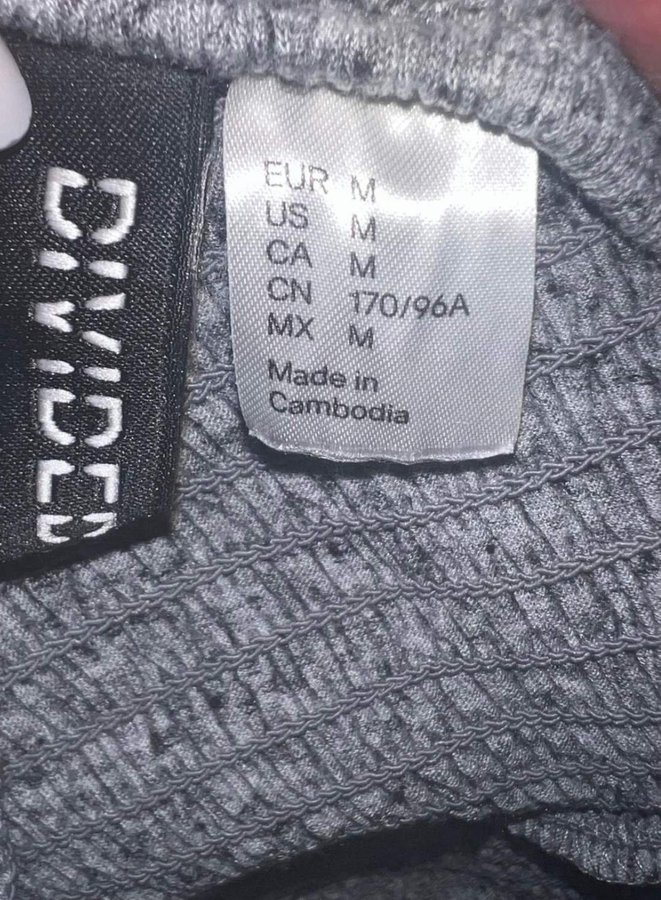 DIVIDED
EUR M
US M
CA M
CN 170/96A
MX M
Made in
Cambodia